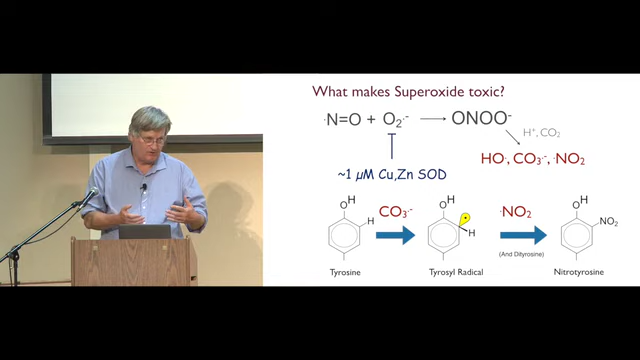 What makes Superoxide toxic?
·N=O + O₂·⁻ → ONOO⁻
H⁺, CO₂
HO·, CO₃·⁻, ·NO₂
~1 µM Cu,Zn SOD
OH
H
CO₃·⁻
OH
H
·NO₂
(And Dityrosine)
OH
NO₂
Tyrosine
Tyrosyl Radical
Nitrotyrosine